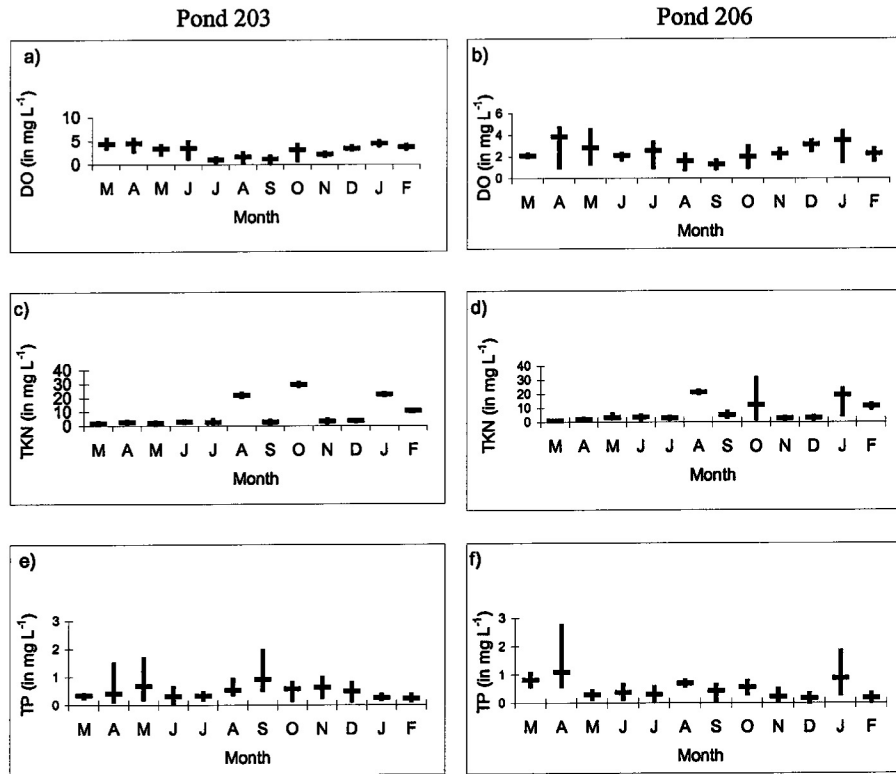 Pond 203
Pond 206
a)
DO (in mg L⁻¹)
10
5
0
M A M J J A S O N D J F
Month
b)
DO (in mg L⁻¹)
6
4
2
0
M A M J J A S O N D J F
Month
c)
TKN (in mg L⁻¹)
40
30
20
10
0
M A M J J A S O N D J F
Month
d)
TKN (in mg L⁻¹)
40
30
20
10
0
M A M J J A S O N D J F
Month
e)
TP (in mg L⁻¹)
3
2
1
0
M A M J J A S O N D J F
Month
f)
TP (in mg L⁻¹)
3
2
1
0
M A M J J A S O N D J F
Month